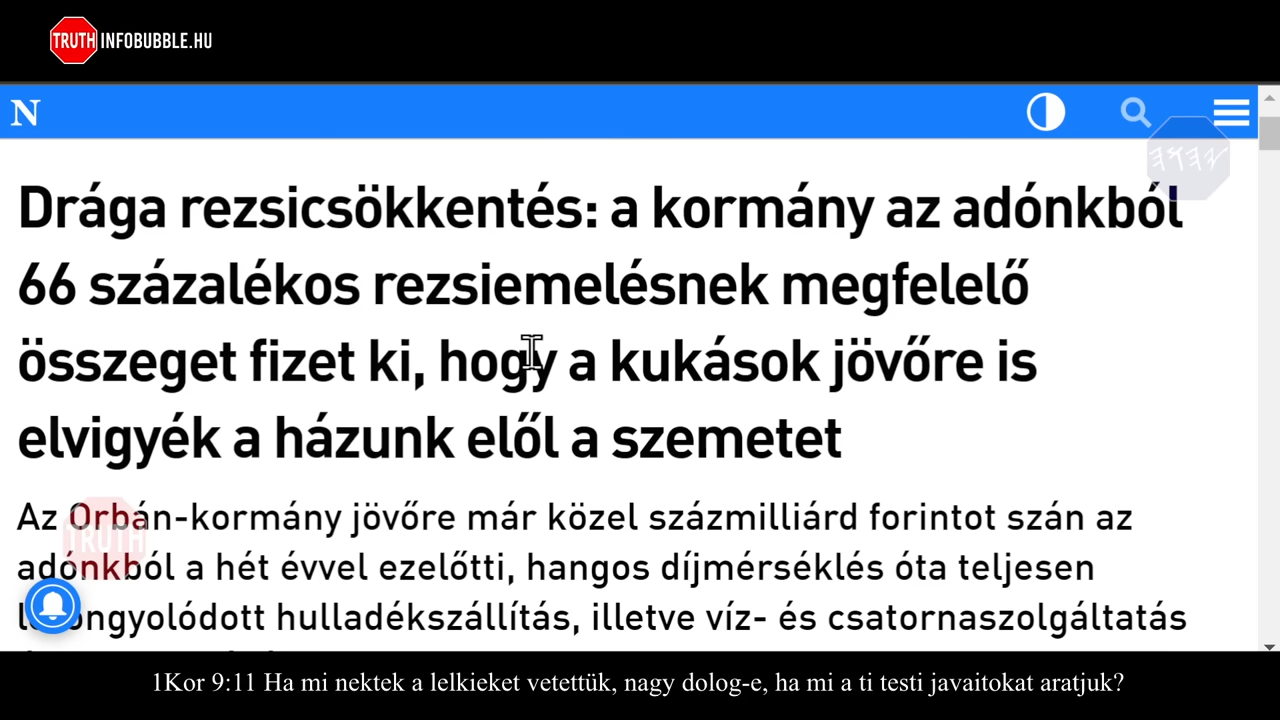 TRUTH INFOBUBBLE.HU
N
Drága rezsicsökkentés: a kormány az adónkból
66 százalékos rezsiemelésnek megfelelő
összeget fizet ki, hogy a kukások jövőre is
elvigyék a házunk elől a szemetet
Az Orbán-kormány jövőre már közel százmilliárd forintot szán az
TRUTH
adónkból a hét évvel ezelőtti, hangos díjmérséklés óta teljesen
hulladékszállítás, illetve víz- és csatornaszolgáltatás
1Kor 9:11 Ha mi nektek a lelkieket vetettük, nagy dolog-e, ha mi a ti testi javaitokat aratjuk?